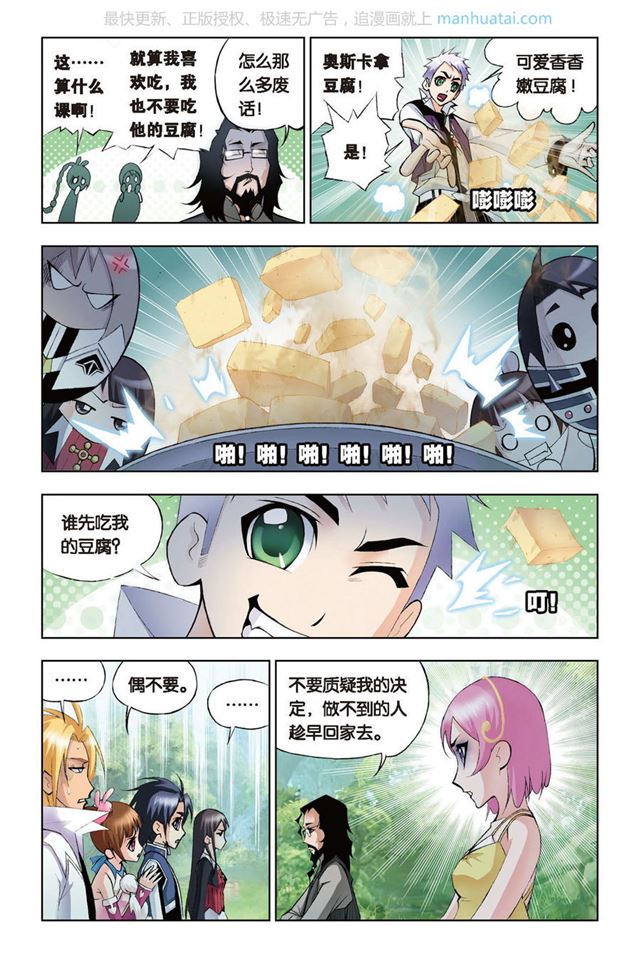 最快更新、正版授权、极速无广告，追漫画就上 manhuatai.com
这……
算什么
课啊！
就算我喜
欢吃，我
也不要吃
他的豆腐！
怎么那
么多废
话！
奥斯卡拿
豆腐！
是！
可爱香香
嫩豆腐！
嘭嘭嘭
啪！啪！啪！啪！啪！啪！
谁先吃我
的豆腐？
叮！
……
偶不要。
……
不要质疑我的决
定，做不到的人
趁早回家去。